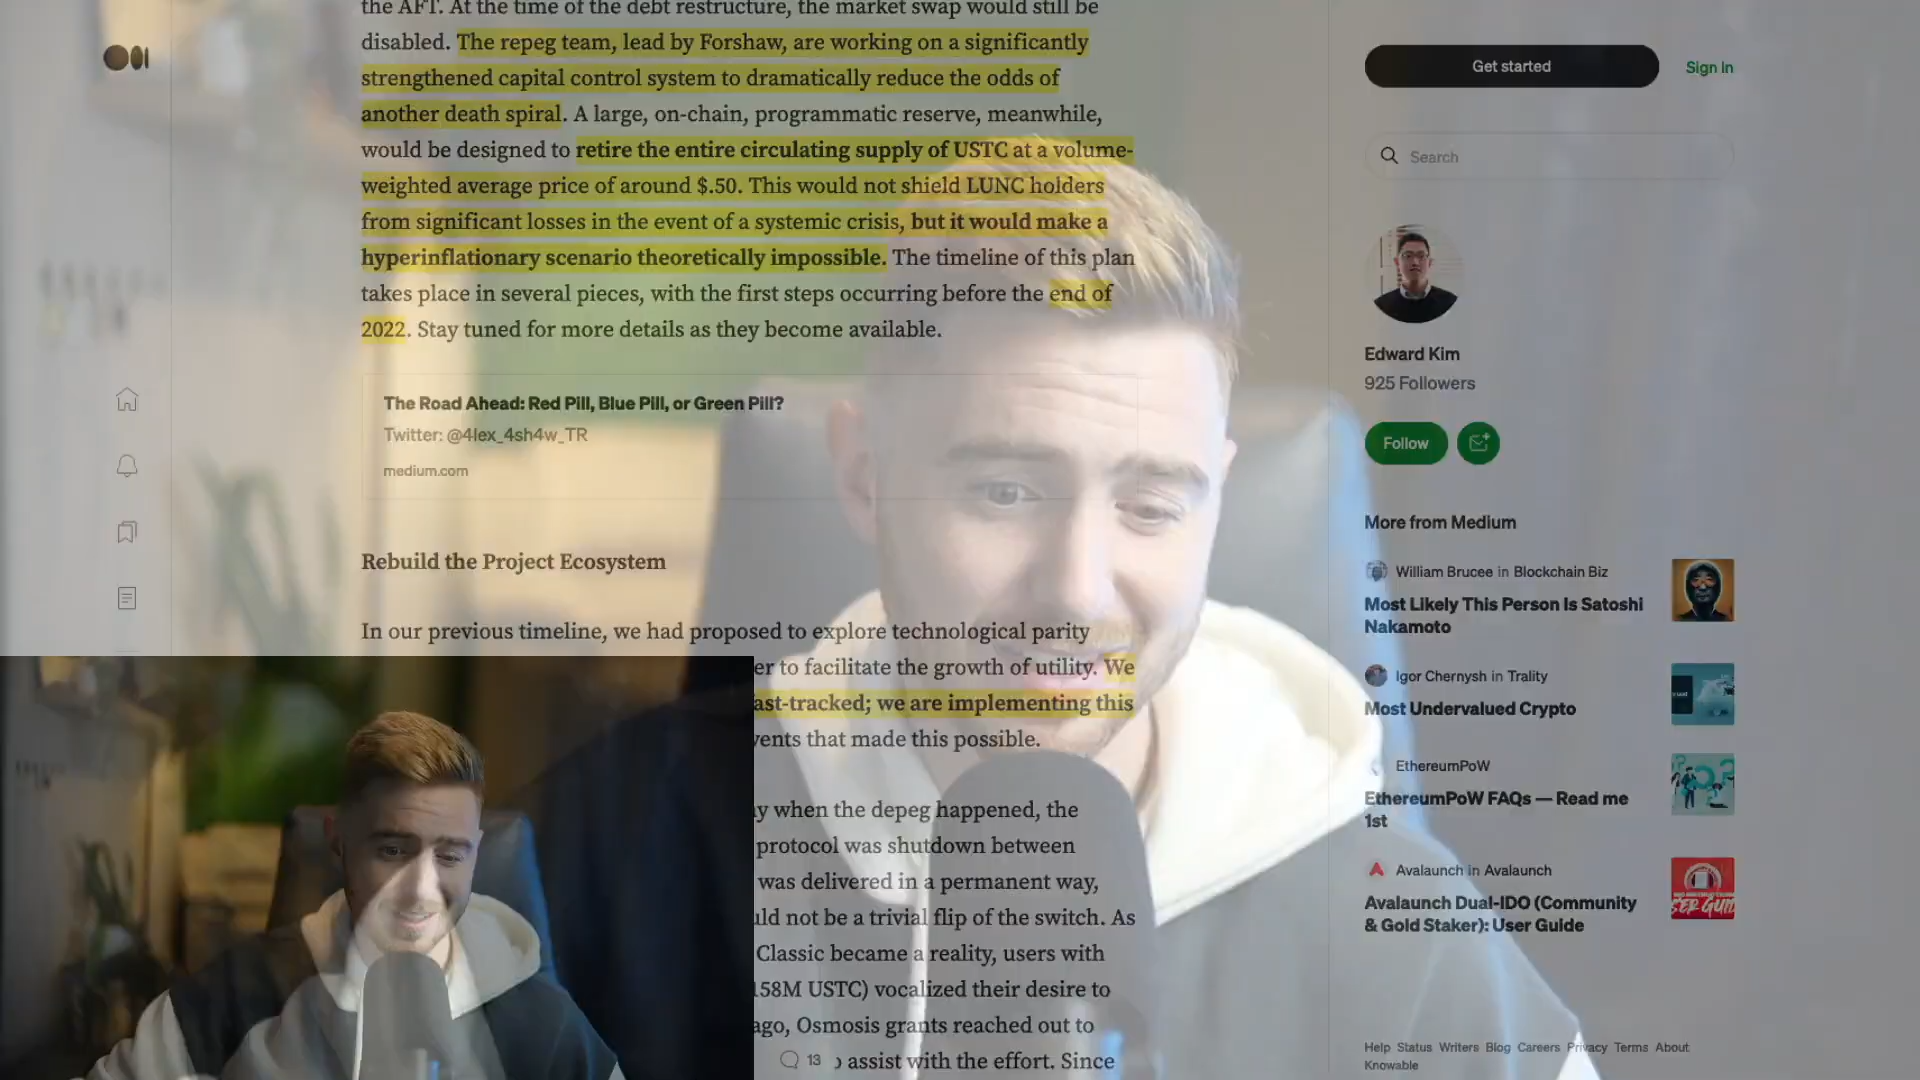 the AFT. At the time of the debt restructure, the market swap would still be
disabled. The repeg team, lead by Forshaw, are working on a significantly
strengthened capital control system to dramatically reduce the odds of
another death spiral. A large, on-chain, programmatic reserve, meanwhile,
would be designed to retire the entire circulating supply of USTC at a volume-
weighted average price of around $.50. This would not shield LUNC holders
from significant losses in the event of a systemic crisis, but it would make a
hyperinflationary scenario theoretically impossible. The timeline of this plan
takes place in several pieces, with the first steps occurring before the end of
2022. Stay tuned for more details as they become available.
The Road Ahead: Red Pill, Blue Pill, or Green Pill?
Twitter: @4lex_4sh4w_TR
medium.com
Rebuild the Project Ecosystem
In our previous timeline, we had proposed to explore technological parity
er to facilitate the growth of utility. We
ast-tracked; we are implementing this
vents that made this possible.
y when the depeg happened, the
protocol was shutdown between
was delivered in a permanent way,
uld not be a trivial flip of the switch. As
Classic became a reality, users with
158M USTC) vocalized their desire to
ago, Osmosis grants reached out to
13
assist with the effort. Since
Get started
Sign In
Search
Edward Kim
925 Followers
Follow
More from Medium
William Brucee in Blockchain Biz
Most Likely This Person Is Satoshi
Nakamoto
Igor Chernysh in Trality
Most Undervalued Crypto
EthereumPoW
EthereumPoW FAQs — Read me
1st
Avalaunch in Avalaunch
Avalaunch Dual-IDO (Community
& Gold Staker): User Guide
Help Status Writers Blog Careers Privacy Terms About
Knowable